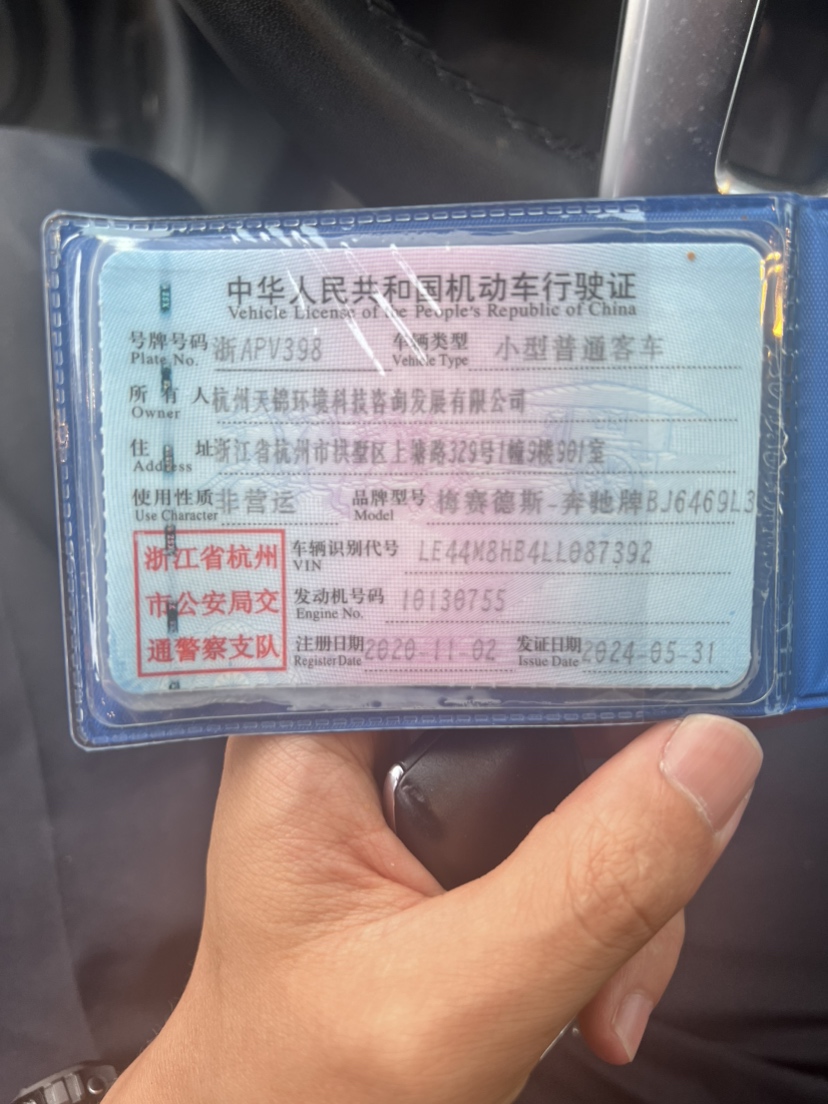 中华人民共和国机动车行驶证
Vehicle License of the People's Republic of China
号牌号码 浙APV398 车辆类型 小型普通客车
Plate No. Vehicle Type
所有人 杭州天锦环境科技咨询发展有限公司
Owner
住址 浙江省杭州市拱墅区上塘路329号1幢9楼901室
Address
使用性质 非营运 品牌型号 梅赛德斯-奔驰牌BJ6469L3
Use Character Model
浙江省杭州
市公安局交
通警察支队
车辆识别代号 LE44M8HB4LL087392
VIN
发动机号码 10130755
Engine No.
注册日期 2020-11-02 发证日期 2024-05-31
Register Date Issue Date